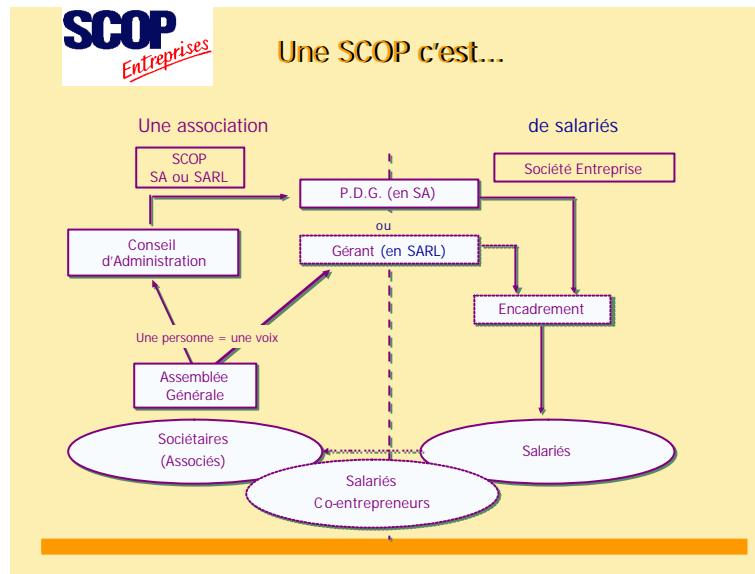 SCOP
Entreprises
Une SCOP c'est...
Une association
de salariés
SCOP
SA ou SARL
Société Entreprise
P.D.G. (en SA)
ou
Gérant (en SARL)
Conseil
d'Administration
Encadrement
Une personne = une voix
Assemblée
Générale
Sociétaires
(Associés)
Salariés
Salariés
Co-entrepreneurs